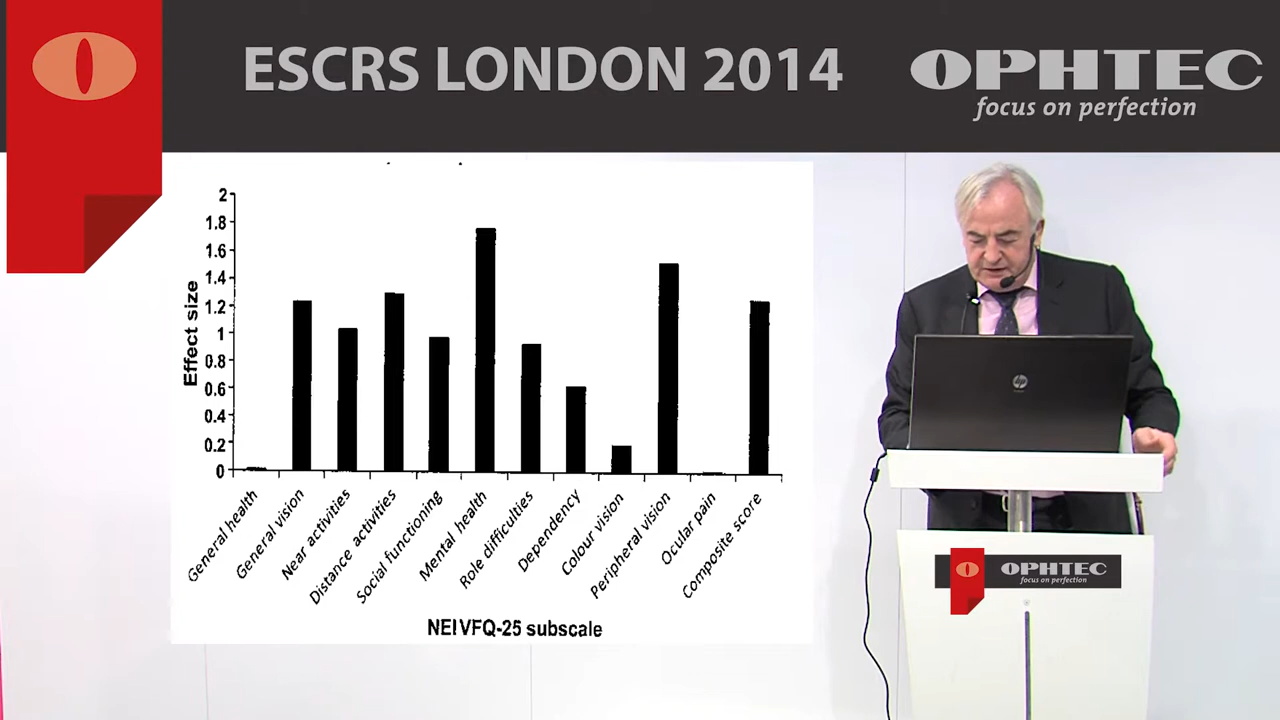 ESCRS LONDON 2014
OPHTEC
focus on perfection
2
1.8
1.6
1.4
1.2
1
0.8
0.6
0.4
0.2
0
Effect size
General health
General vision
Near activities
Distance activities
Social functioning
Mental health
Role difficulties
Dependency
Colour vision
Peripheral vision
Ocular pain
Composite score
NEIVFQ-25 subscale
hp
OPHTEC
focus on perfection